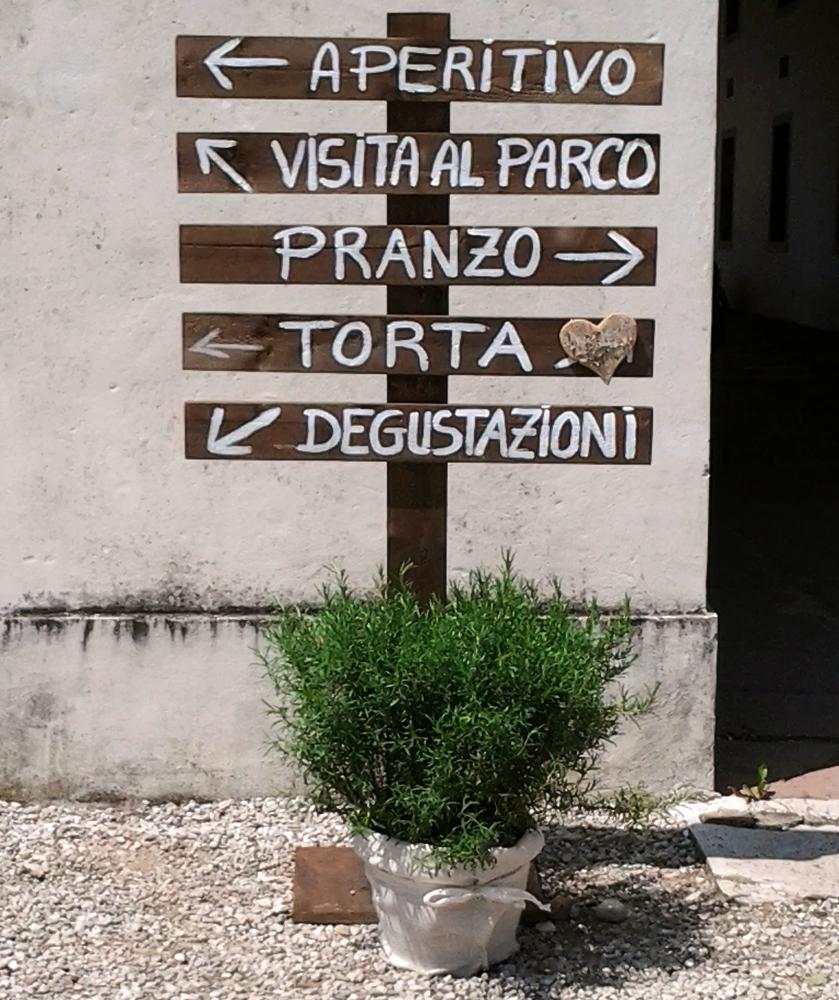 ← APERITIVO
↖ VISITA AL PARCO
PRANZO →
← TORTA
↙ DEGUSTAZIONI